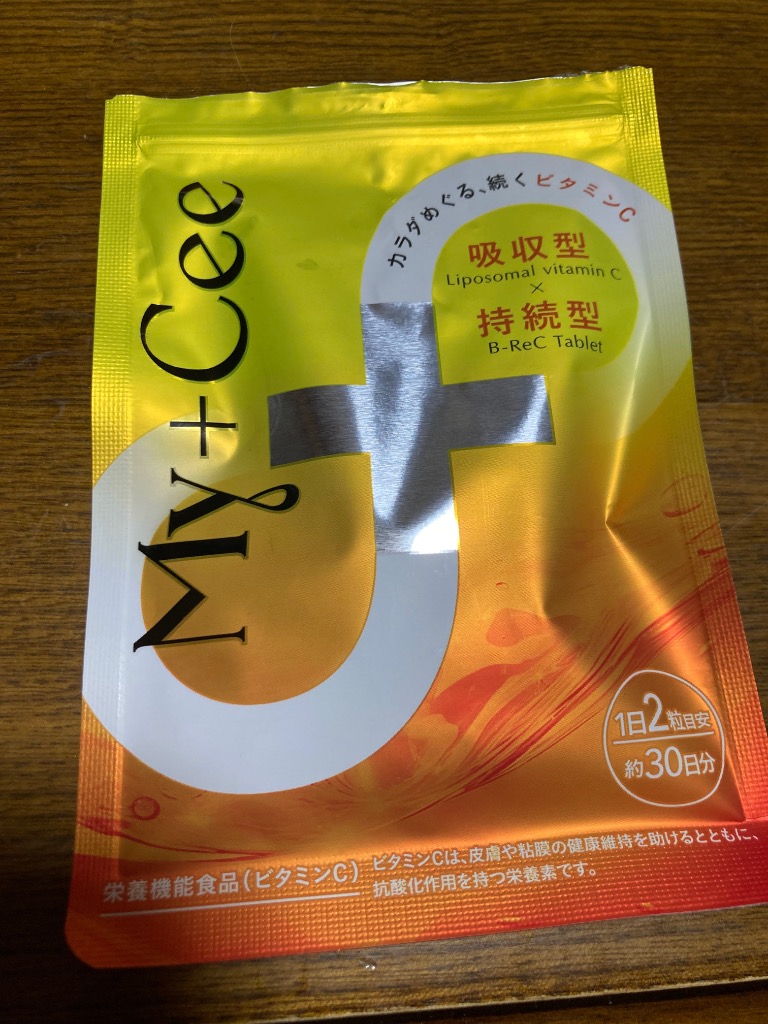 My+Cee
カラダめぐる、続くビタミンC
吸収型
Liposomal vitamin C
×
持続型
B-ReC Tablet
1日2粒目安
約30日分
栄養機能食品(ビタミンC)
ビタミンCは、皮膚や粘膜の健康維持を助けるとともに、
抗酸化作用を持つ栄養素です。